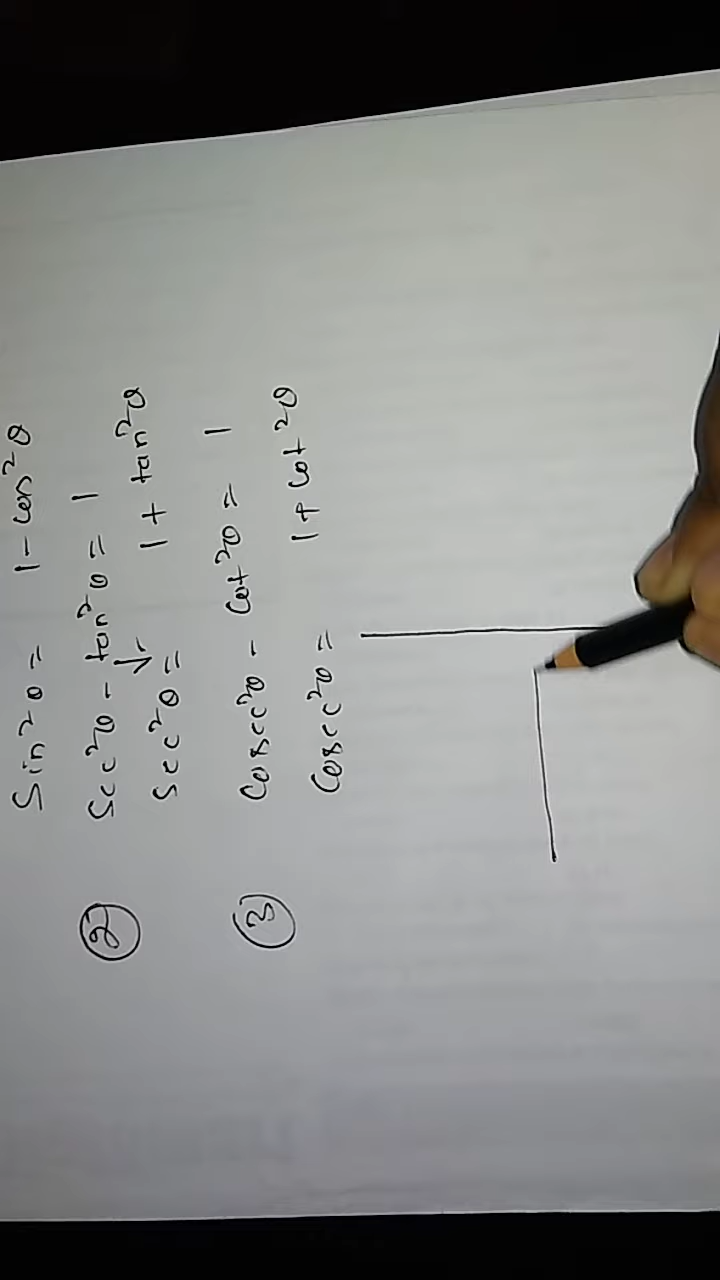 Sin²θ = 1 - cos²θ
② Sec²θ - tan²θ = 1
Sec²θ = 1 + tan²θ
③ Cosec²θ - Cot²θ = 1
Cosec²θ = 1 + Cot²θ